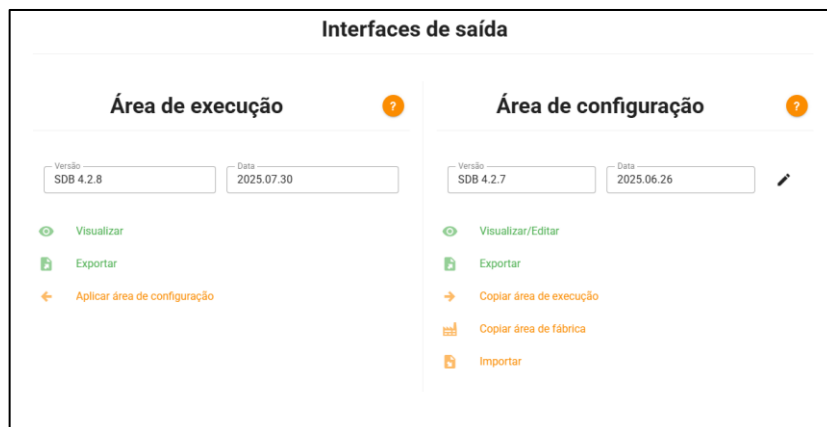 Interfaces de saída
Área de execução
?
Versão
SDB 4.2.8
Data
2025.07.30
Visualizar
Exportar
Aplicar área de configuração
Área de configuração
?
Versão
SDB 4.2.7
Data
2025.06.26
Visualizar/Editar
Exportar
Copiar área de execução
Copiar área de fábrica
Importar